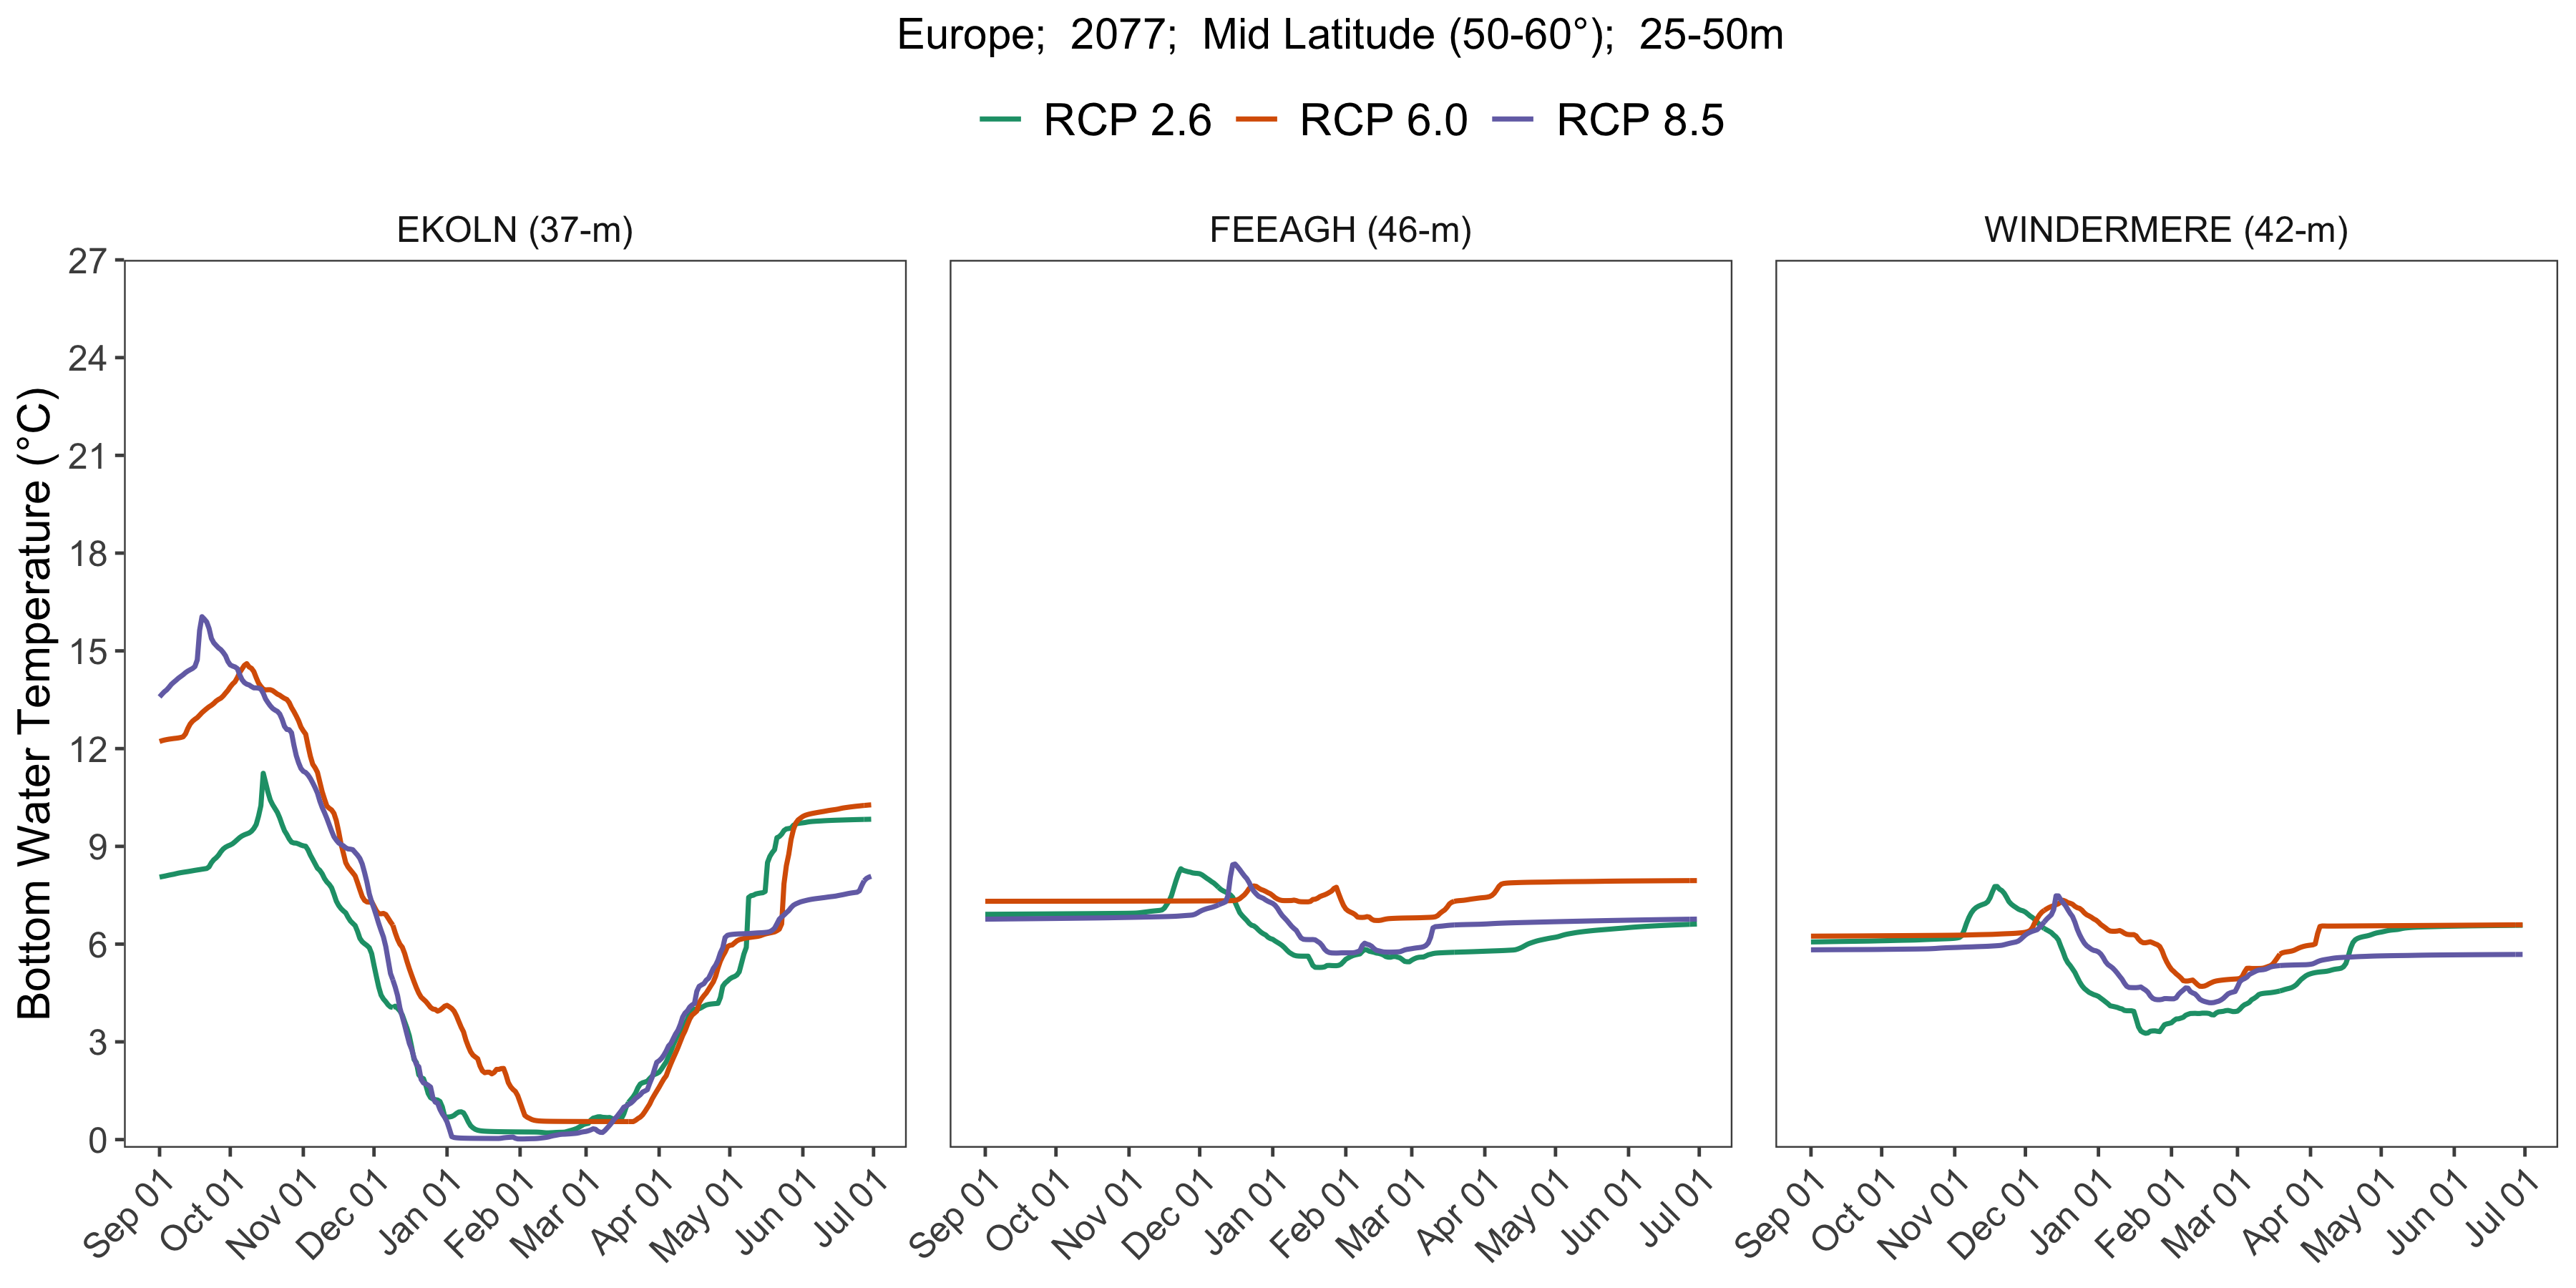 Europe;  2077;  Mid Latitude (50-60°);  25-50m
RCP 2.6 RCP 6.0 RCP 8.5
EKOLN (37-m)
FEEAGH (46-m)
WINDERMERE (42-m)
Bottom Water Temperature (°C)
27
24
21
18
15
12
9
6
3
0
Sep 01 Oct 01 Nov 01 Dec 01 Jan 01 Feb 01 Mar 01 Apr 01 May 01 Jun 01 Jul 01
Sep 01 Oct 01 Nov 01 Dec 01 Jan 01 Feb 01 Mar 01 Apr 01 May 01 Jun 01 Jul 01
Sep 01 Oct 01 Nov 01 Dec 01 Jan 01 Feb 01 Mar 01 Apr 01 May 01 Jun 01 Jul 01